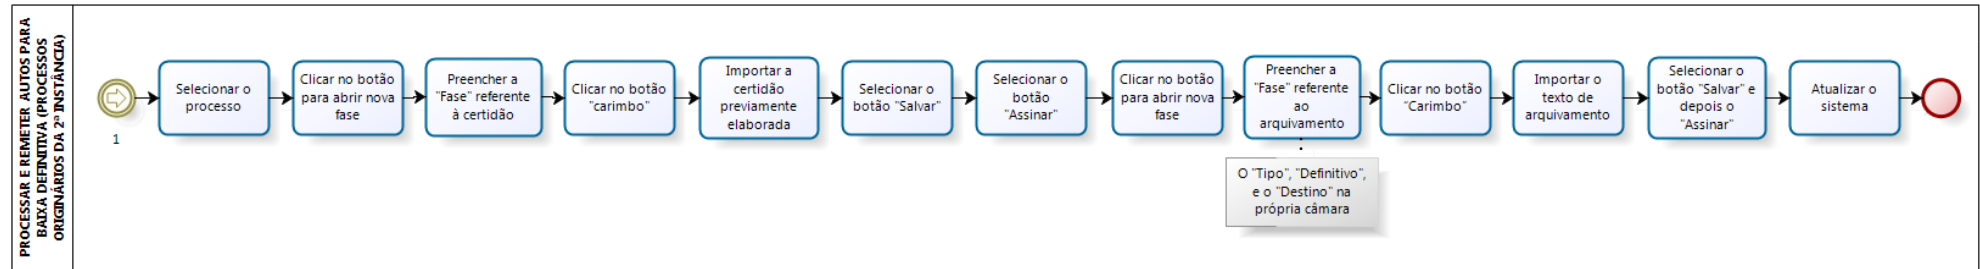 PROCESSAR E REMETER AUTOS PARA
BAIXA DEFINITIVA (PROCESSOS
ORIGINÁRIOS DA 2ª INSTÂNCIA)
1
Selecionar o
processo
Clicar no botão
para abrir nova
fase
Preencher a
"Fase" referente
à certidão
Clicar no botão
"carimbo"
Importar a
certidão
previamente
elaborada
Selecionar o
botão "Salvar"
Selecionar o
botão
"Assinar"
Clicar no botão
para abrir nova
fase
Preencher a
"Fase" referente
ao
arquivamento
O "Tipo", "Definitivo",
e o "Destino" na
própria câmara
Clicar no botão
"Carimbo"
Importar o
texto de
arquivamento
Selecionar o
botão "Salvar" e
depois o
"Assinar"
Atualizar o
sistema